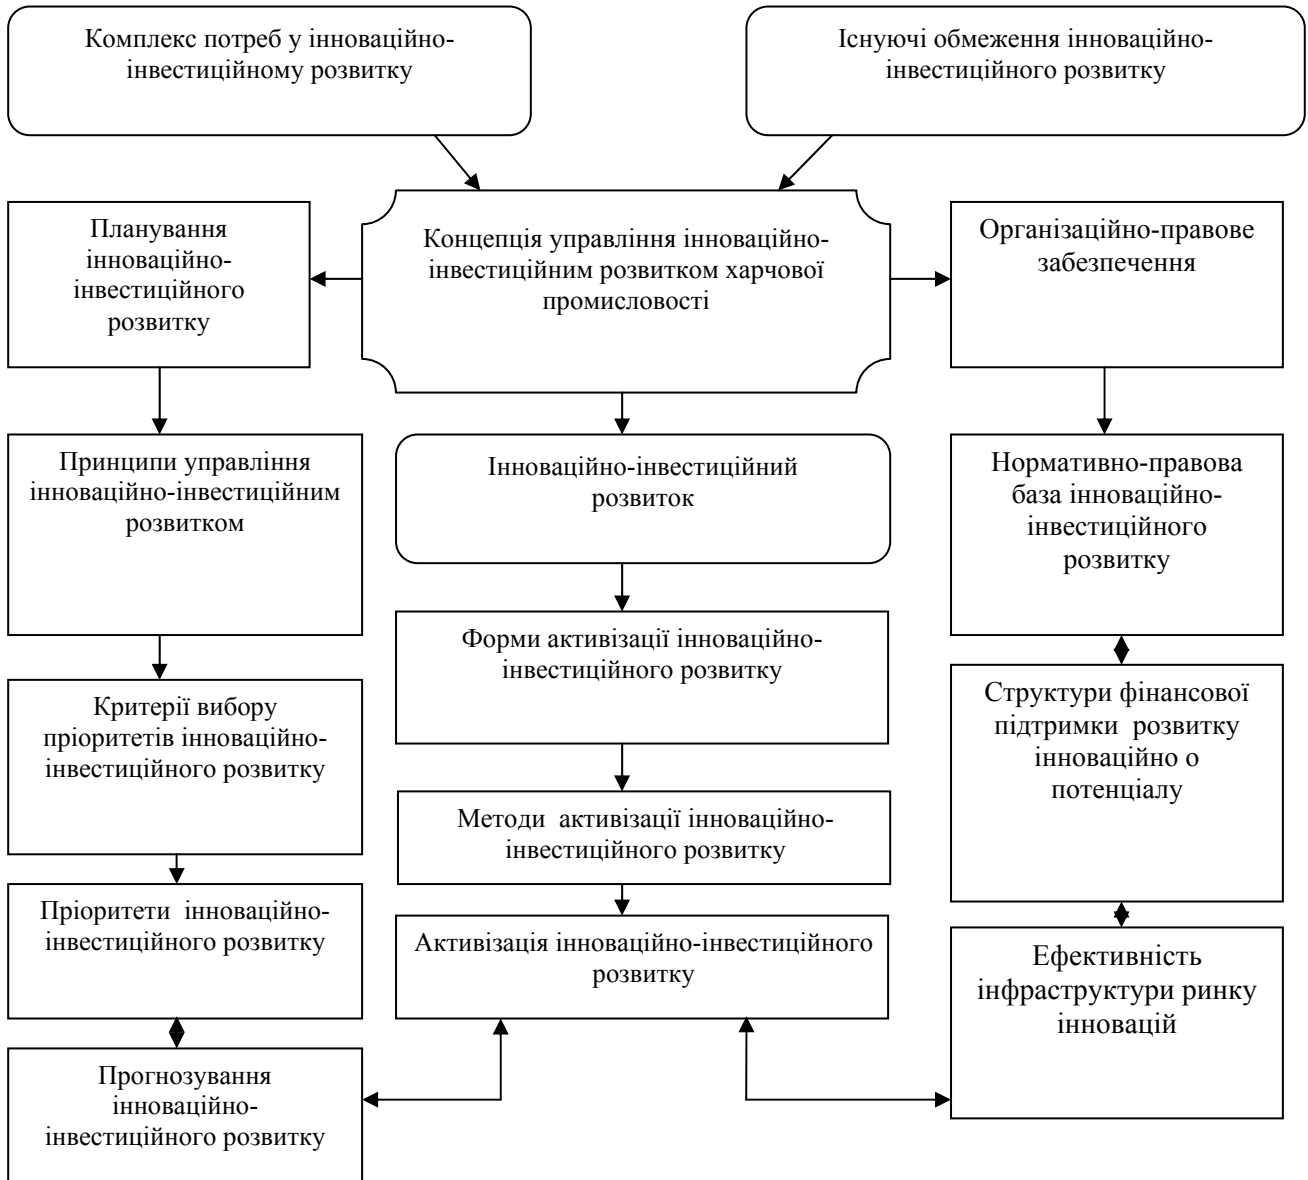 Комплекс потреб у інноваційно-
інвестиційному розвитку
Існуючі обмеження інноваційно-
інвестиційного розвитку
Планування
інноваційно-
інвестиційного
розвитку
Концепція управління інноваційно-
інвестиційним розвитком харчової
промисловості
Організаційно-правове
забезпечення
Принципи управління
інноваційно-інвестиційним
розвитком
Інноваційно-інвестиційний
розвиток
Нормативно-правова
база інноваційно-
інвестиційного
розвитку
Форми активізації інноваційно-
інвестиційного розвитку
Критерії вибору
пріоритетів інноваційно-
інвестиційного розвитку
Структури фінансової
підтримки розвитку
інноваційно о
потенціалу
Методи активізації інноваційно-
інвестиційного розвитку
Пріоритети інноваційно-
інвестиційного розвитку
Активізація інноваційно-інвестиційного
розвитку
Ефективність
інфраструктури ринку
інновацій
Прогнозування
інноваційно-
інвестиційного розвитку